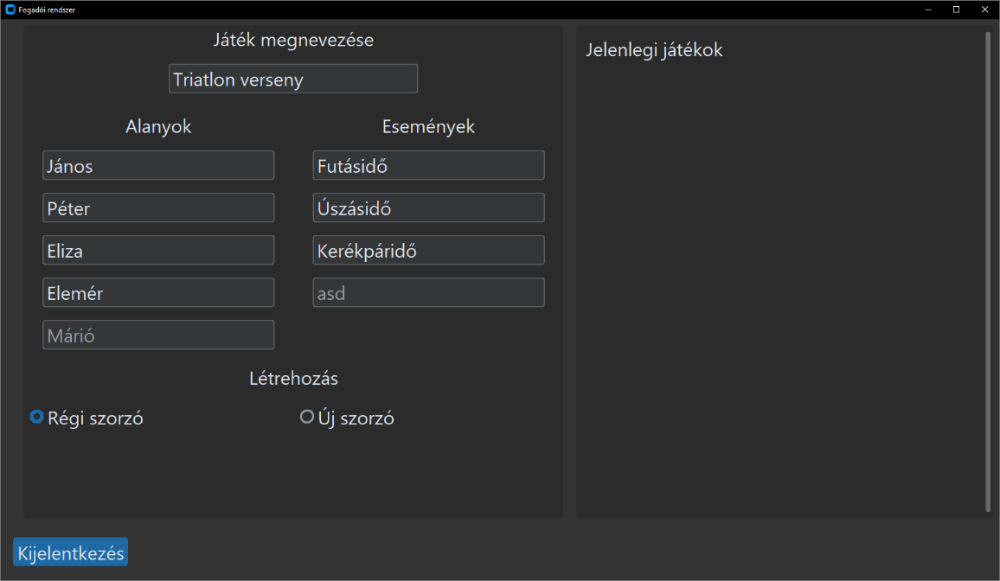 Fogadói rendszer
Játék megnevezése
Triatlon verseny
Alanyok
Események
János
Futásidő
Péter
Úszásidő
Eliza
Kerékpáridő
Elemér
asd
Márió
Létrehozás
Régi szorzó
Új szorzó
Jelenlegi játékok
Kijelentkezés